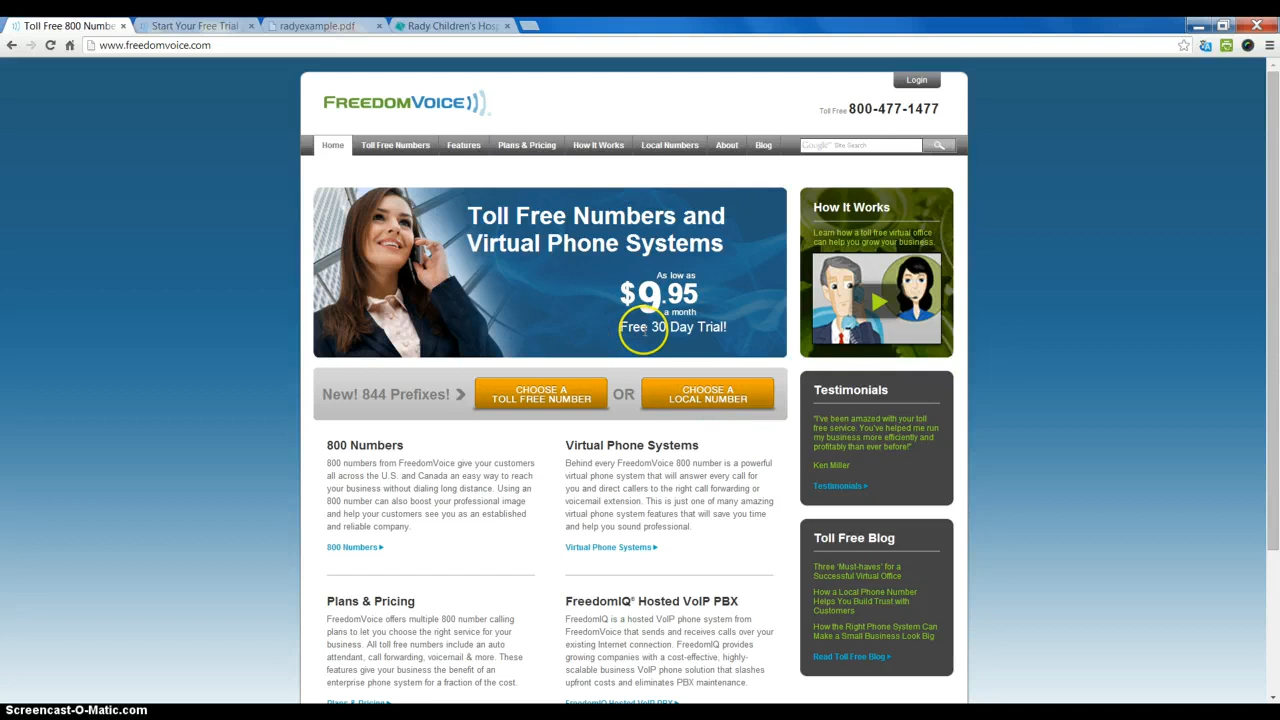 Toll Free 800 Numbe
Start Your Free Trial
radyexample.pdf
Rady Children's Hosp
www.freedomvoice.com
Login
FREEDOMVOICE
Toll Free 800-477-1477
Home
Toll Free Numbers
Features
Plans & Pricing
How It Works
Local Numbers
About
Blog
Google Site Search
Toll Free Numbers and
Virtual Phone Systems
As low as
$9.95
a month
Free 30 Day Trial!
How It Works
Learn how a toll free virtual office
can help you grow your business.
New! 844 Prefixes!
CHOOSE A
TOLL FREE NUMBER
OR
CHOOSE A
LOCAL NUMBER
Testimonials
"I've been amazed with your toll
free service. You've helped me run
my business more efficiently and
profitably than ever before!"
Ken Miller
Testimonials
800 Numbers
800 numbers from FreedomVoice give your customers
all across the U.S. and Canada an easy way to reach
your business without dialing long distance. Using an
800 number can also boost your professional image
and help your customers see you as an established
and reliable company.
800 Numbers
Virtual Phone Systems
Behind every FreedomVoice 800 number is a powerful
virtual phone system that will answer every call for
you and direct callers to the right call forwarding or
voicemail extension. This is just one of many amazing
virtual phone system features that will save you time
and help you sound professional.
Virtual Phone Systems
Toll Free Blog
Three 'Must-haves' for a
Successful Virtual Office
How a Local Phone Number
Helps You Build Trust with
Customers
How the Right Phone System Can
Make a Small Business Look Big
Read Toll Free Blog
Plans & Pricing
FreedomVoice offers multiple 800 number calling
plans to let you choose the right service for your
business. All toll free numbers include an auto
attendant, call forwarding, voicemail & more. These
features give your business the benefit of an
enterprise phone system for a fraction of the cost.
Plans & Pricing
FreedomIQ® Hosted VoIP PBX
FreedomIQ is a hosted VoIP phone system from
FreedomVoice that sends and receives calls over your
existing Internet connection. FreedomIQ provides
growing companies with a cost-effective, highly-
scalable business VoIP phone solution that slashes
upfront costs and eliminates PBX maintenance.
FreedomIQ Hosted VoIP PBX
Screencast-O-Matic.com